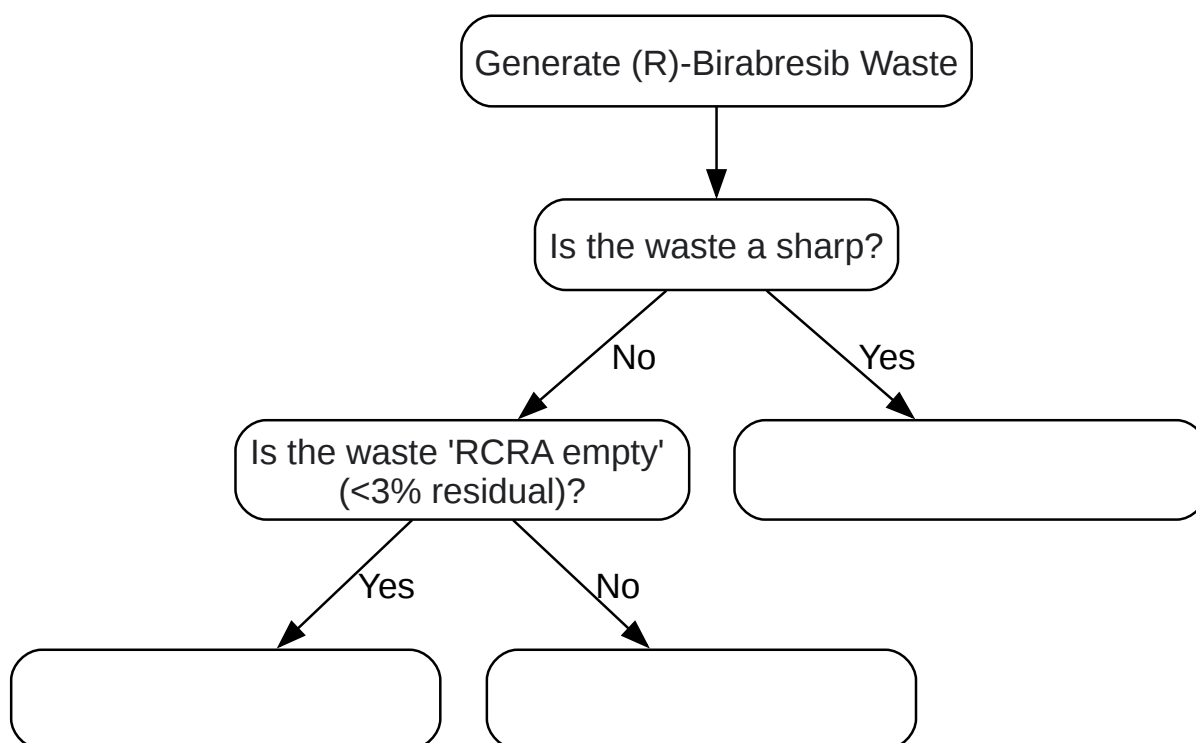 Generate (R)-Birabresib Waste
Is the waste a sharp?
No
Yes
Is the waste 'RCRA empty'
(<3% residual)?
Yes
No